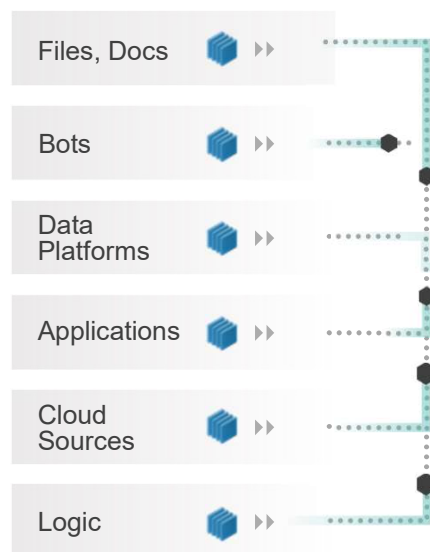 Files, Docs
Bots
Data
Platforms
Applications
Cloud
Sources
Logic